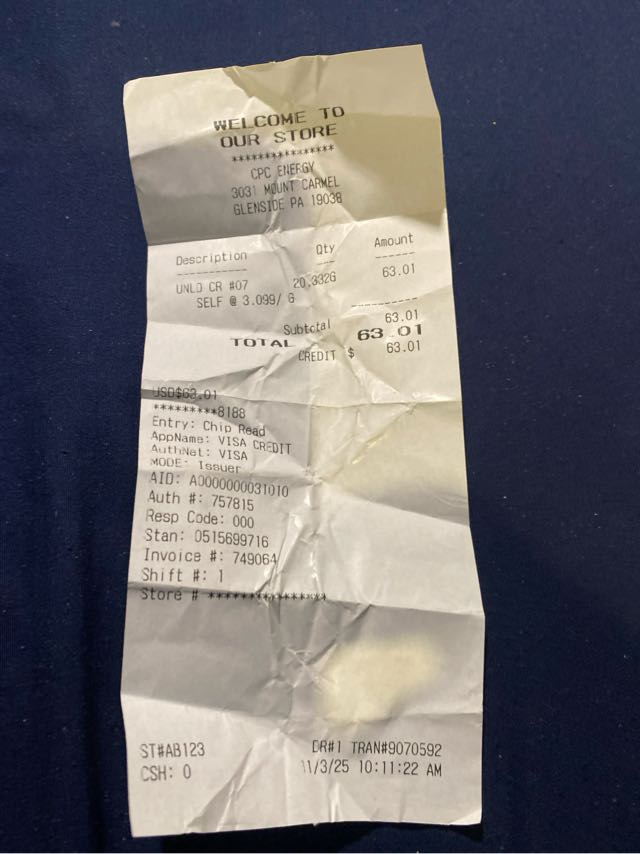 WELCOME TO
OUR STORE
****************
CPC ENERGY
3031 MOUNT CARMEL
GLENSIDE PA 19038
Description Qty Amount
----------- --- ------
UNLD CR #07 20.332G 63.01
SELF @ 3.099/ G
----------
Subtotal 63.01
TOTAL 63.01
CREDIT $ 63.01
USD$63.01
*********8188
Entry: Chip Read
AppName: VISA CREDIT
AuthNet: VISA
MODE: Issuer
AID: A0000000031010
Auth #: 757815
Resp Code: 000
Stan: 0515699716
Invoice #: 749064
Shift #: 1
Store # ****************
ST#AB123 DR#1 TRAN#9070592
CSH: 0 11/3/25 10:11:22 AM